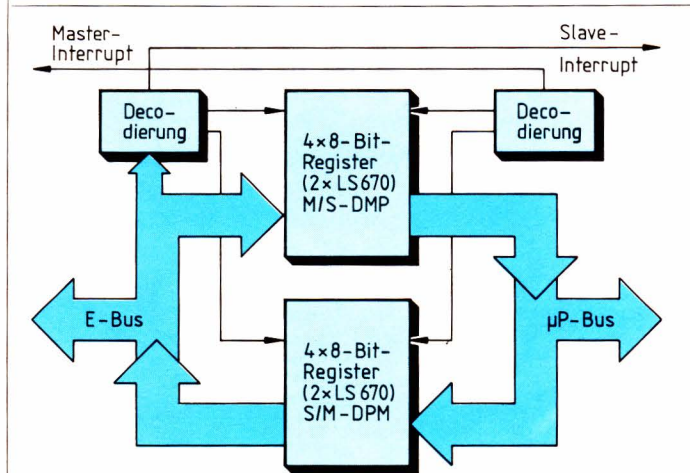 Master-
Interrupt
Slave-
Interrupt
Deco-
dierung
4×8-Bit-
Register
(2×LS670)
M/S-DMP
Deco-
dierung
E-Bus
µP-Bus
4×8-Bit-
Register
(2×LS670)
S/M-DPM